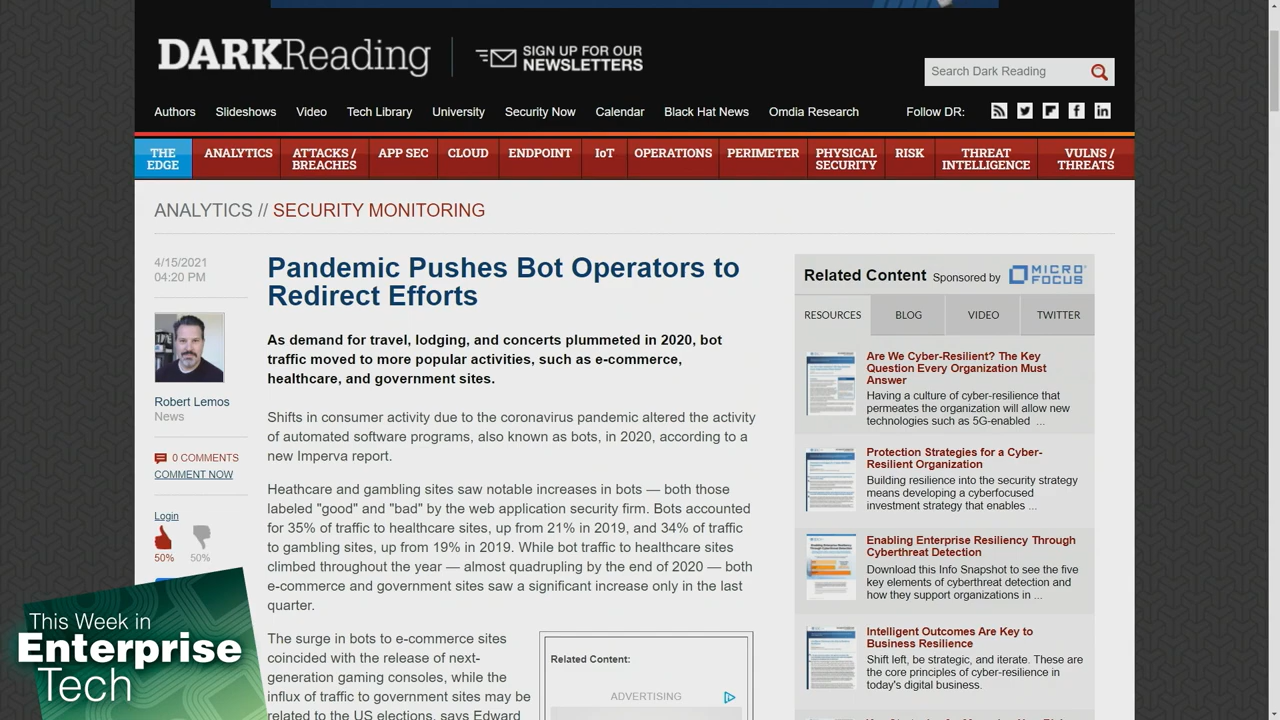 DARKReading
SIGN UP FOR OUR
NEWSLETTERS
Search Dark Reading
Authors
Slideshows
Video
Tech Library
University
Security Now
Calendar
Black Hat News
Omdia Research
Follow DR:
THE
EDGE
ANALYTICS
ATTACKS /
BREACHES
APP SEC
CLOUD
ENDPOINT
IoT
OPERATIONS
PERIMETER
PHYSICAL
SECURITY
RISK
THREAT
INTELLIGENCE
VULNS /
THREATS
ANALYTICS // SECURITY MONITORING
4/15/2021
04:20 PM
Robert Lemos
News
0 COMMENTS
COMMENT NOW
Login
50%
50%
Pandemic Pushes Bot Operators to
Redirect Efforts
As demand for travel, lodging, and concerts plummeted in 2020, bot
traffic moved to more popular activities, such as e-commerce,
healthcare, and government sites.
Shifts in consumer activity due to the coronavirus pandemic altered the activity
of automated software programs, also known as bots, in 2020, according to a
new Imperva report.
Heathcare and gambling sites saw notable increases in bots — both those
labeled "good" and "bad" by the web application security firm. Bots accounted
for 35% of traffic to healthcare sites, up from 21% in 2019, and 34% of traffic
to gambling sites, up from 19% in 2019. While bot traffic to healthcare sites
climbed throughout the year — almost quadrupling by the end of 2020 — both
e-commerce and government sites saw a significant increase only in the last
quarter.
The surge in bots to e-commerce sites
coincided with the release of next-
generation gaming consoles, while the
influx of traffic to government sites may be
related to the US elections, says Edward
Related Content:
ADVERTISING
Related Content Sponsored by MICRO
FOCUS
RESOURCES
BLOG
VIDEO
TWITTER
Are We Cyber-Resilient? The Key
Question Every Organization Must
Answer
Having a culture of cyber-resilience that
permeates the organization will allow new
technologies such as 5G-enabled ...
Protection Strategies for a Cyber-
Resilient Organization
Building resilience into the security strategy
means developing a cyberfocused
investment strategy that enables ...
Enabling Enterprise Resiliency Through
Cyberthreat Detection
Download this Info Snapshot to see the five
key elements of cyberthreat detection and
how they support organizations in ...
Intelligent Outcomes Are Key to
Business Resilience
Shift left, be strategic, and iterate. These are
the core principles of cyber-resilience in
today's digital business.
This Week in
Enterprise
Tech